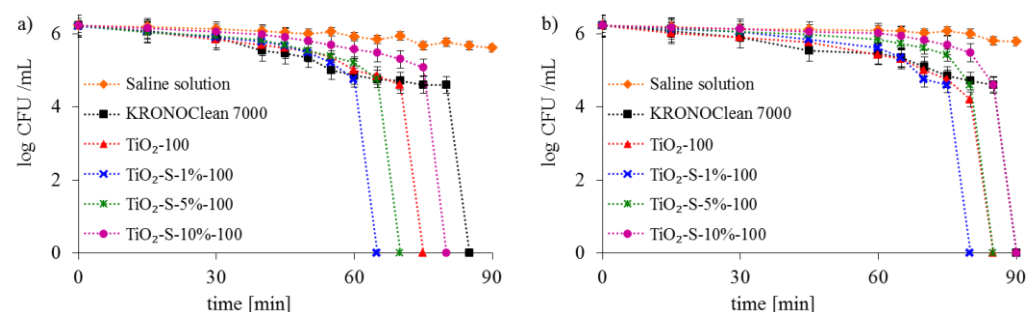 a)
6
4
2
0
log CFU /mL
Saline solution
KRONOClean 7000
TiO₂-100
TiO₂-S-1%-100
TiO₂-S-5%-100
TiO₂-S-10%-100
0
30
60
90
time [min]
b)
6
4
2
0
log CFU /mL
Saline solution
KRONOClean 7000
TiO₂-100
TiO₂-S-1%-100
TiO₂-S-5%-100
TiO₂-S-10%-100
0
30
60
90
time [min]